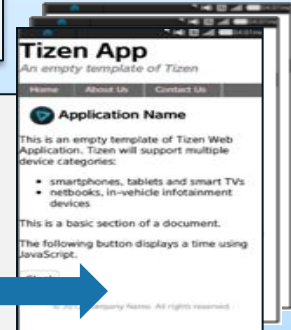 Tizen App
An empty template of Tizen
Home About Us Contact Us
Application Name
This is an empty template of Tizen Web
Application. Tizen will support multiple
device categories:
• smartphones, tablets and smart TVs
• netbooks, in-vehicle infotainment
devices
This is a basic section of a document.
The following button displays a time using
JavaScript.
Company Name. All rights reserved.